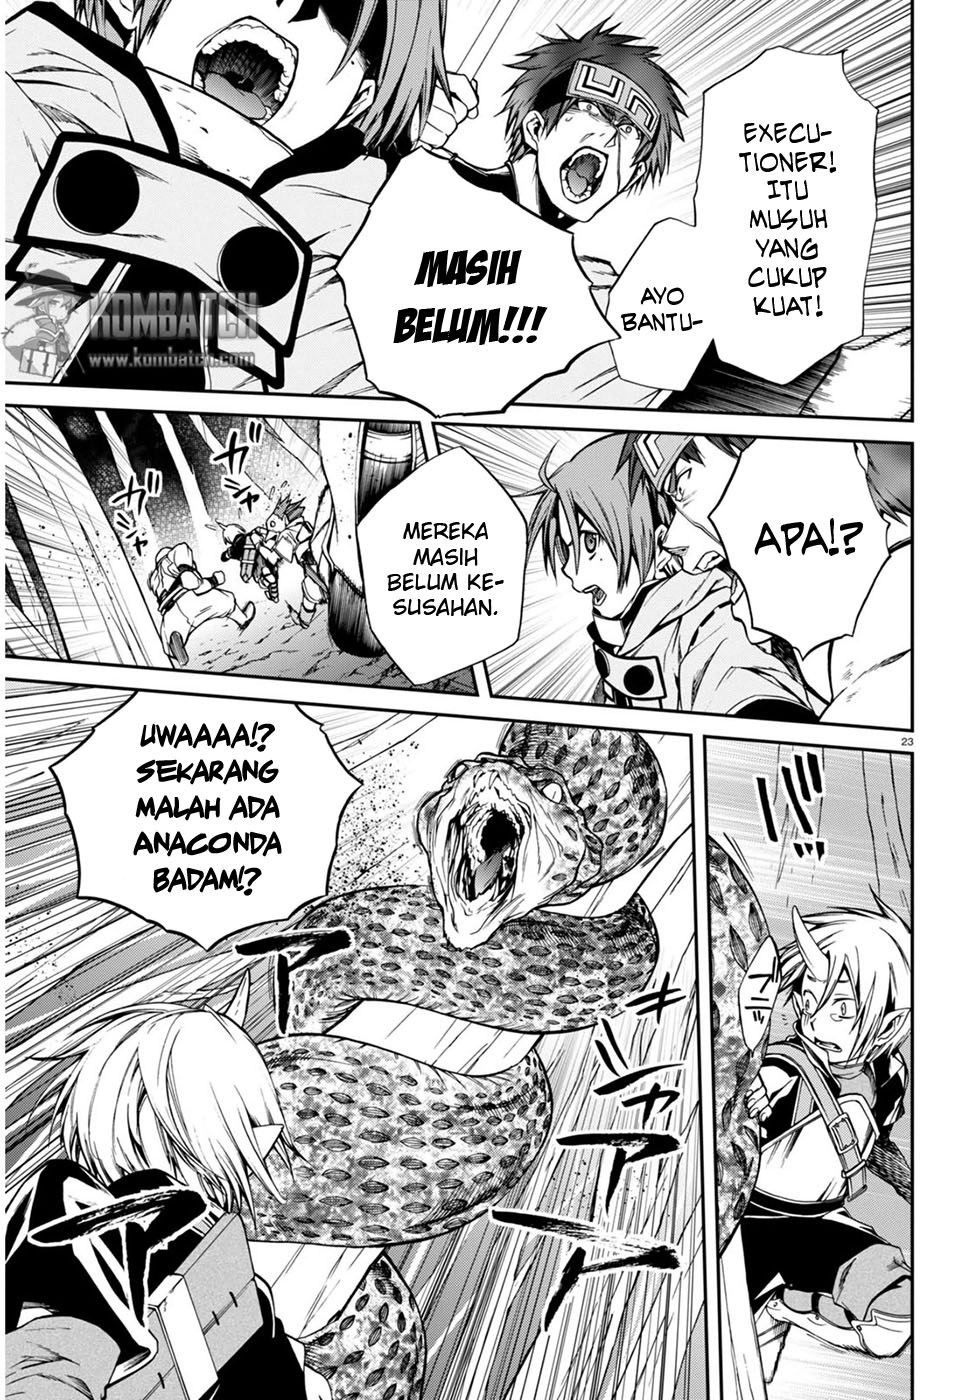 EXECU-
TIONER!
ITU
MUSUH
YANG
CUKUP
KUAT!
AYO
BANTU-
MASIH
BELUM!!!
KOMBATCH
www.kombatch.com
APA!?
MEREKA
MASIH
BELUM KE-
SUSAHAN.
23
UWAAAA!?
SEKARANG
MALAH ADA
ANACONDA
BADAM!?